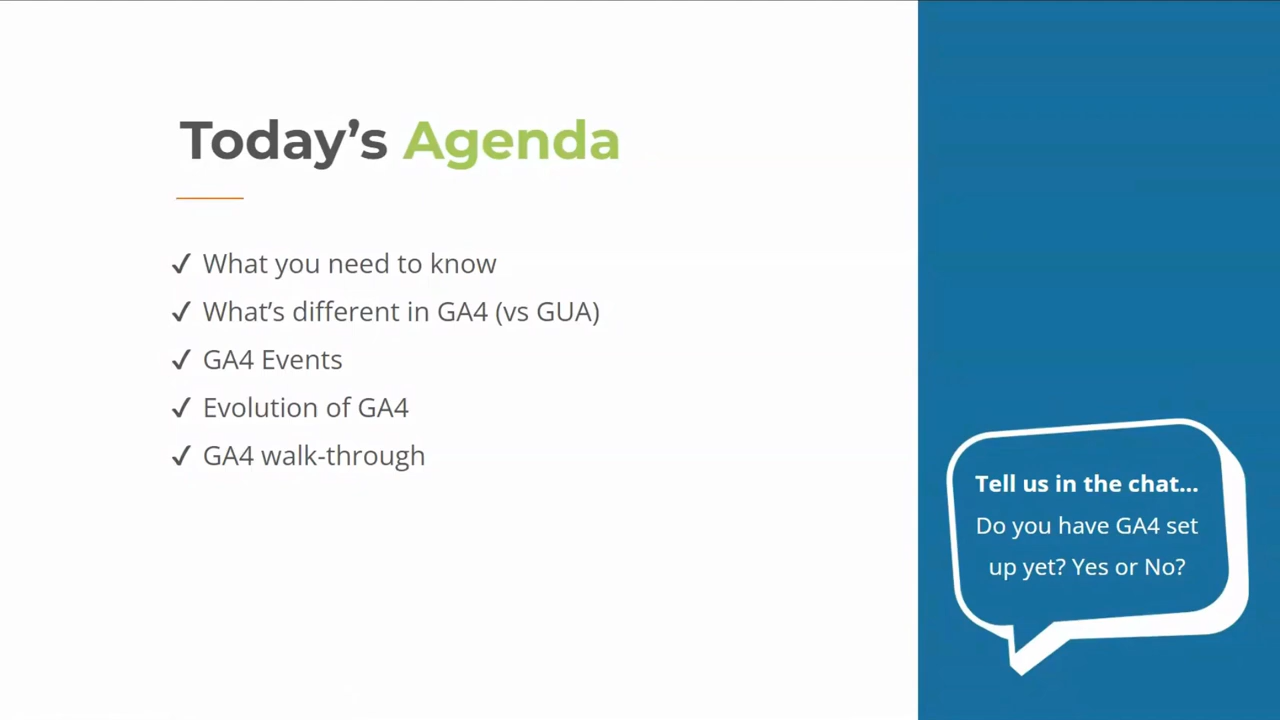 Today’s Agenda
✓ What you need to know
✓ What’s different in GA4 (vs GUA)
✓ GA4 Events
✓ Evolution of GA4
✓ GA4 walk-through
Tell us in the chat...
Do you have GA4 set
up yet? Yes or No?